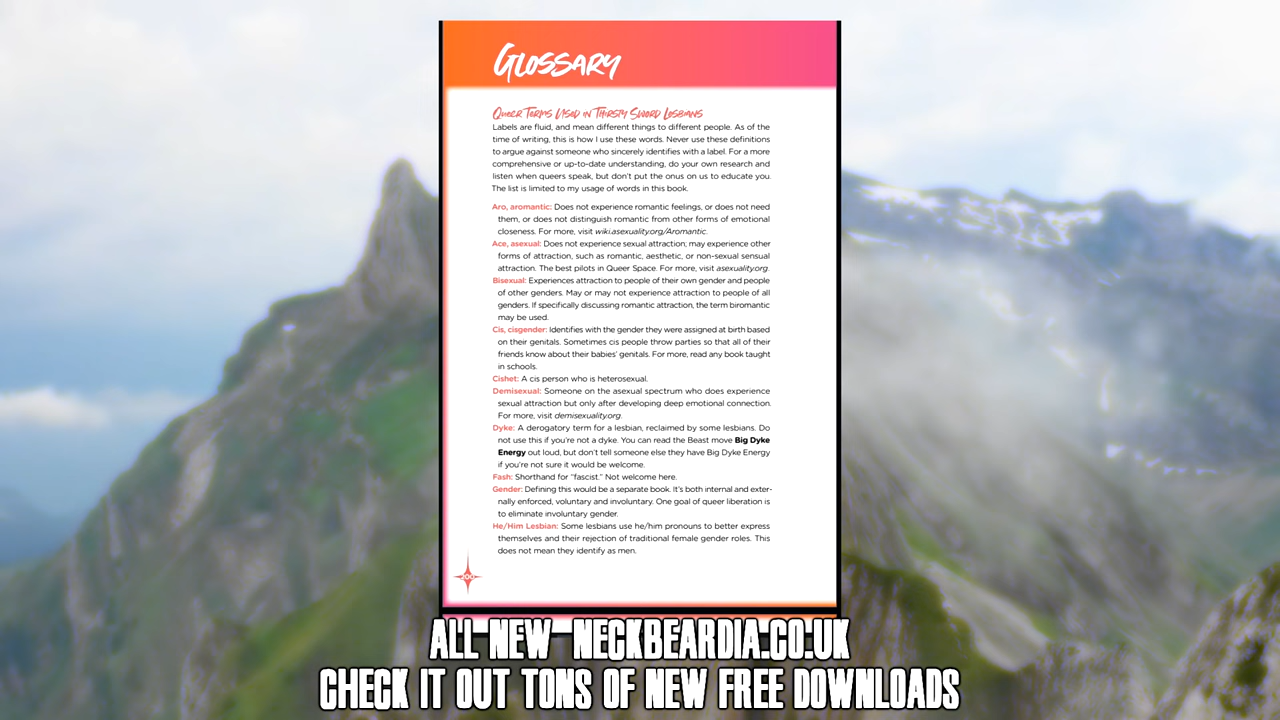 Glossary
Queer Terms Used in Thirsty Sword Lesbians
Labels are fluid, and mean different things to different people. As of the
time of writing, this is how I use these words. Never use these definitions
to argue against someone who sincerely identifies with a label. For a more
comprehensive or up-to-date understanding, do your own research and
listen when queers speak, but don't put the onus on us to educate you.
The list is limited to my usage of words in this book.
Aro, aromantic: Does not experience romantic feelings, or does not need
them, or does not distinguish romantic from other forms of emotional
closeness. For more, visit wiki.asexuality.org/Aromantic.
Ace, asexual: Does not experience sexual attraction; may experience other
forms of attraction, such as romantic, aesthetic, or non-sexual sensual
attraction. The best pilots in Queer Space. For more, visit asexuality.org.
Bisexual: Experiences attraction to people of their own gender and people
of other genders. May or may not experience attraction to people of all
genders. If specifically discussing romantic attraction, the term biromantic
may be used.
Cis, cisgender: Identifies with the gender they were assigned at birth based
on their genitals. Sometimes cis people throw parties so that all of their
friends know about their babies' genitals. For more, read any book taught
in schools.
Cishet: A cis person who is heterosexual.
Demisexual: Someone on the asexual spectrum who does experience
sexual attraction but only after developing deep emotional connection.
For more, visit demisexuality.org.
Dyke: A derogatory term for a lesbian, reclaimed by some lesbians. Do
not use this if you're not a dyke. You can read the Beast move Big Dyke
Energy out loud, but don't tell someone else they have Big Dyke Energy
if you're not sure it would be welcome.
Fash: Shorthand for "fascist." Not welcome here.
Gender: Defining this would be a separate book. It's both internal and exter-
nally enforced, voluntary and involuntary. One goal of queer liberation is
to eliminate involuntary gender.
He/Him Lesbian: Some lesbians use he/him pronouns to better express
themselves and their rejection of traditional female gender roles. This
does not mean they identify as men.
200
ALL NEW NECKBEARDIA.CO.UK
CHECK IT OUT TONS OF NEW FREE DOWNLOADS